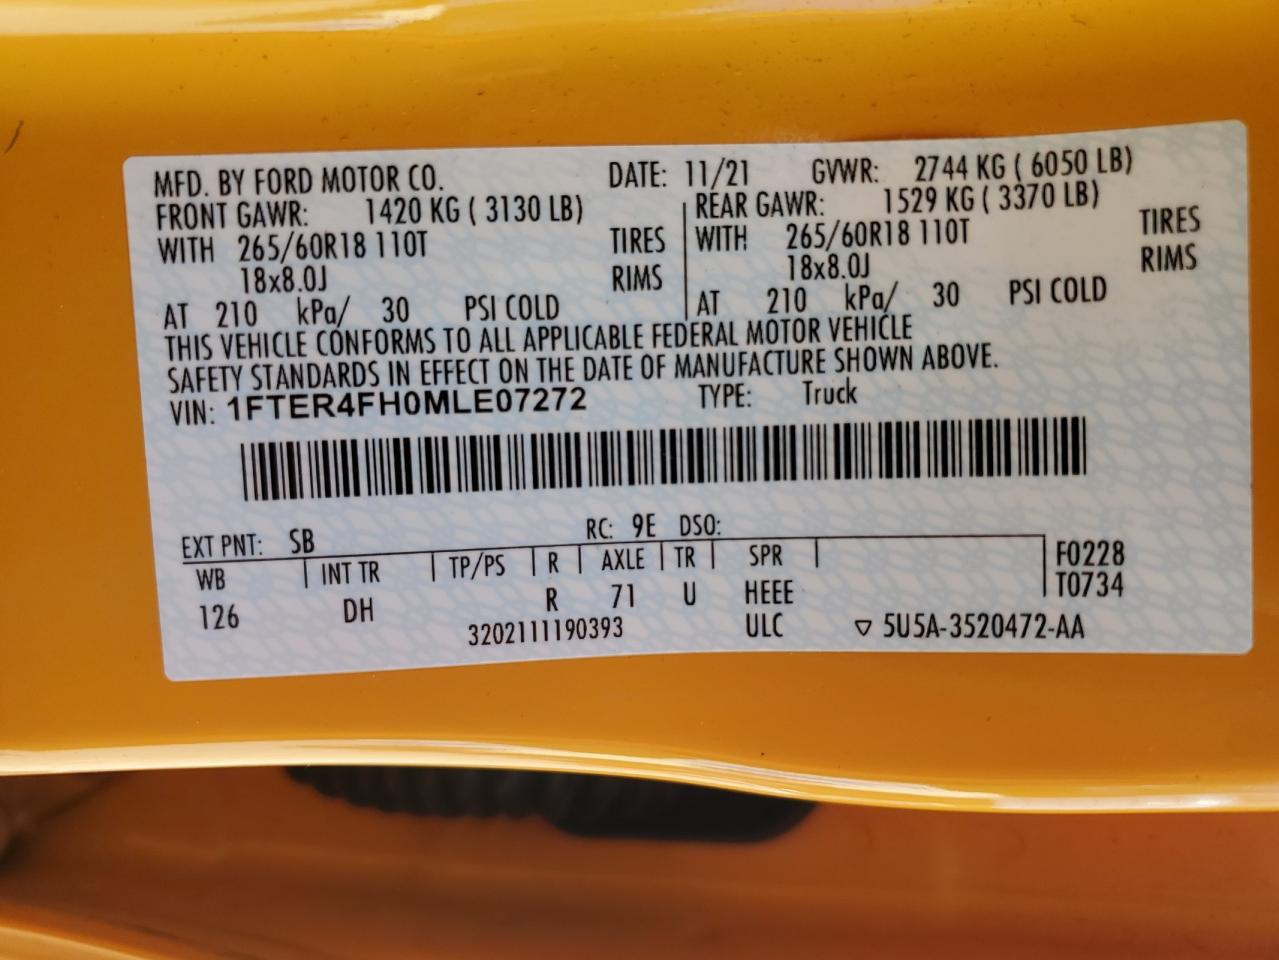 MFD. BY FORD MOTOR CO. DATE: 11/21 GVWR: 2744 KG ( 6050 LB)
FRONT GAWR: 1420 KG ( 3130 LB) REAR GAWR: 1529 KG ( 3370 LB)
WITH 265/60R18 110T TIRES WITH 265/60R18 110T TIRES
18x8.0J RIMS 18x8.0J RIMS
AT 210 kPa/ 30 PSI COLD AT 210 kPa/ 30 PSI COLD
THIS VEHICLE CONFORMS TO ALL APPLICABLE FEDERAL MOTOR VEHICLE
SAFETY STANDARDS IN EFFECT ON THE DATE OF MANUFACTURE SHOWN ABOVE.
VIN: 1FTER4FH0MLE07272 TYPE: Truck
EXT PNT: SB RC: 9E DSO:
WB INT TR TP/PS R AXLE TR SPR F0228
126 DH R 71 U HEEE T0734
3202111190393 ULC ▽ 5U5A-3520472-AA